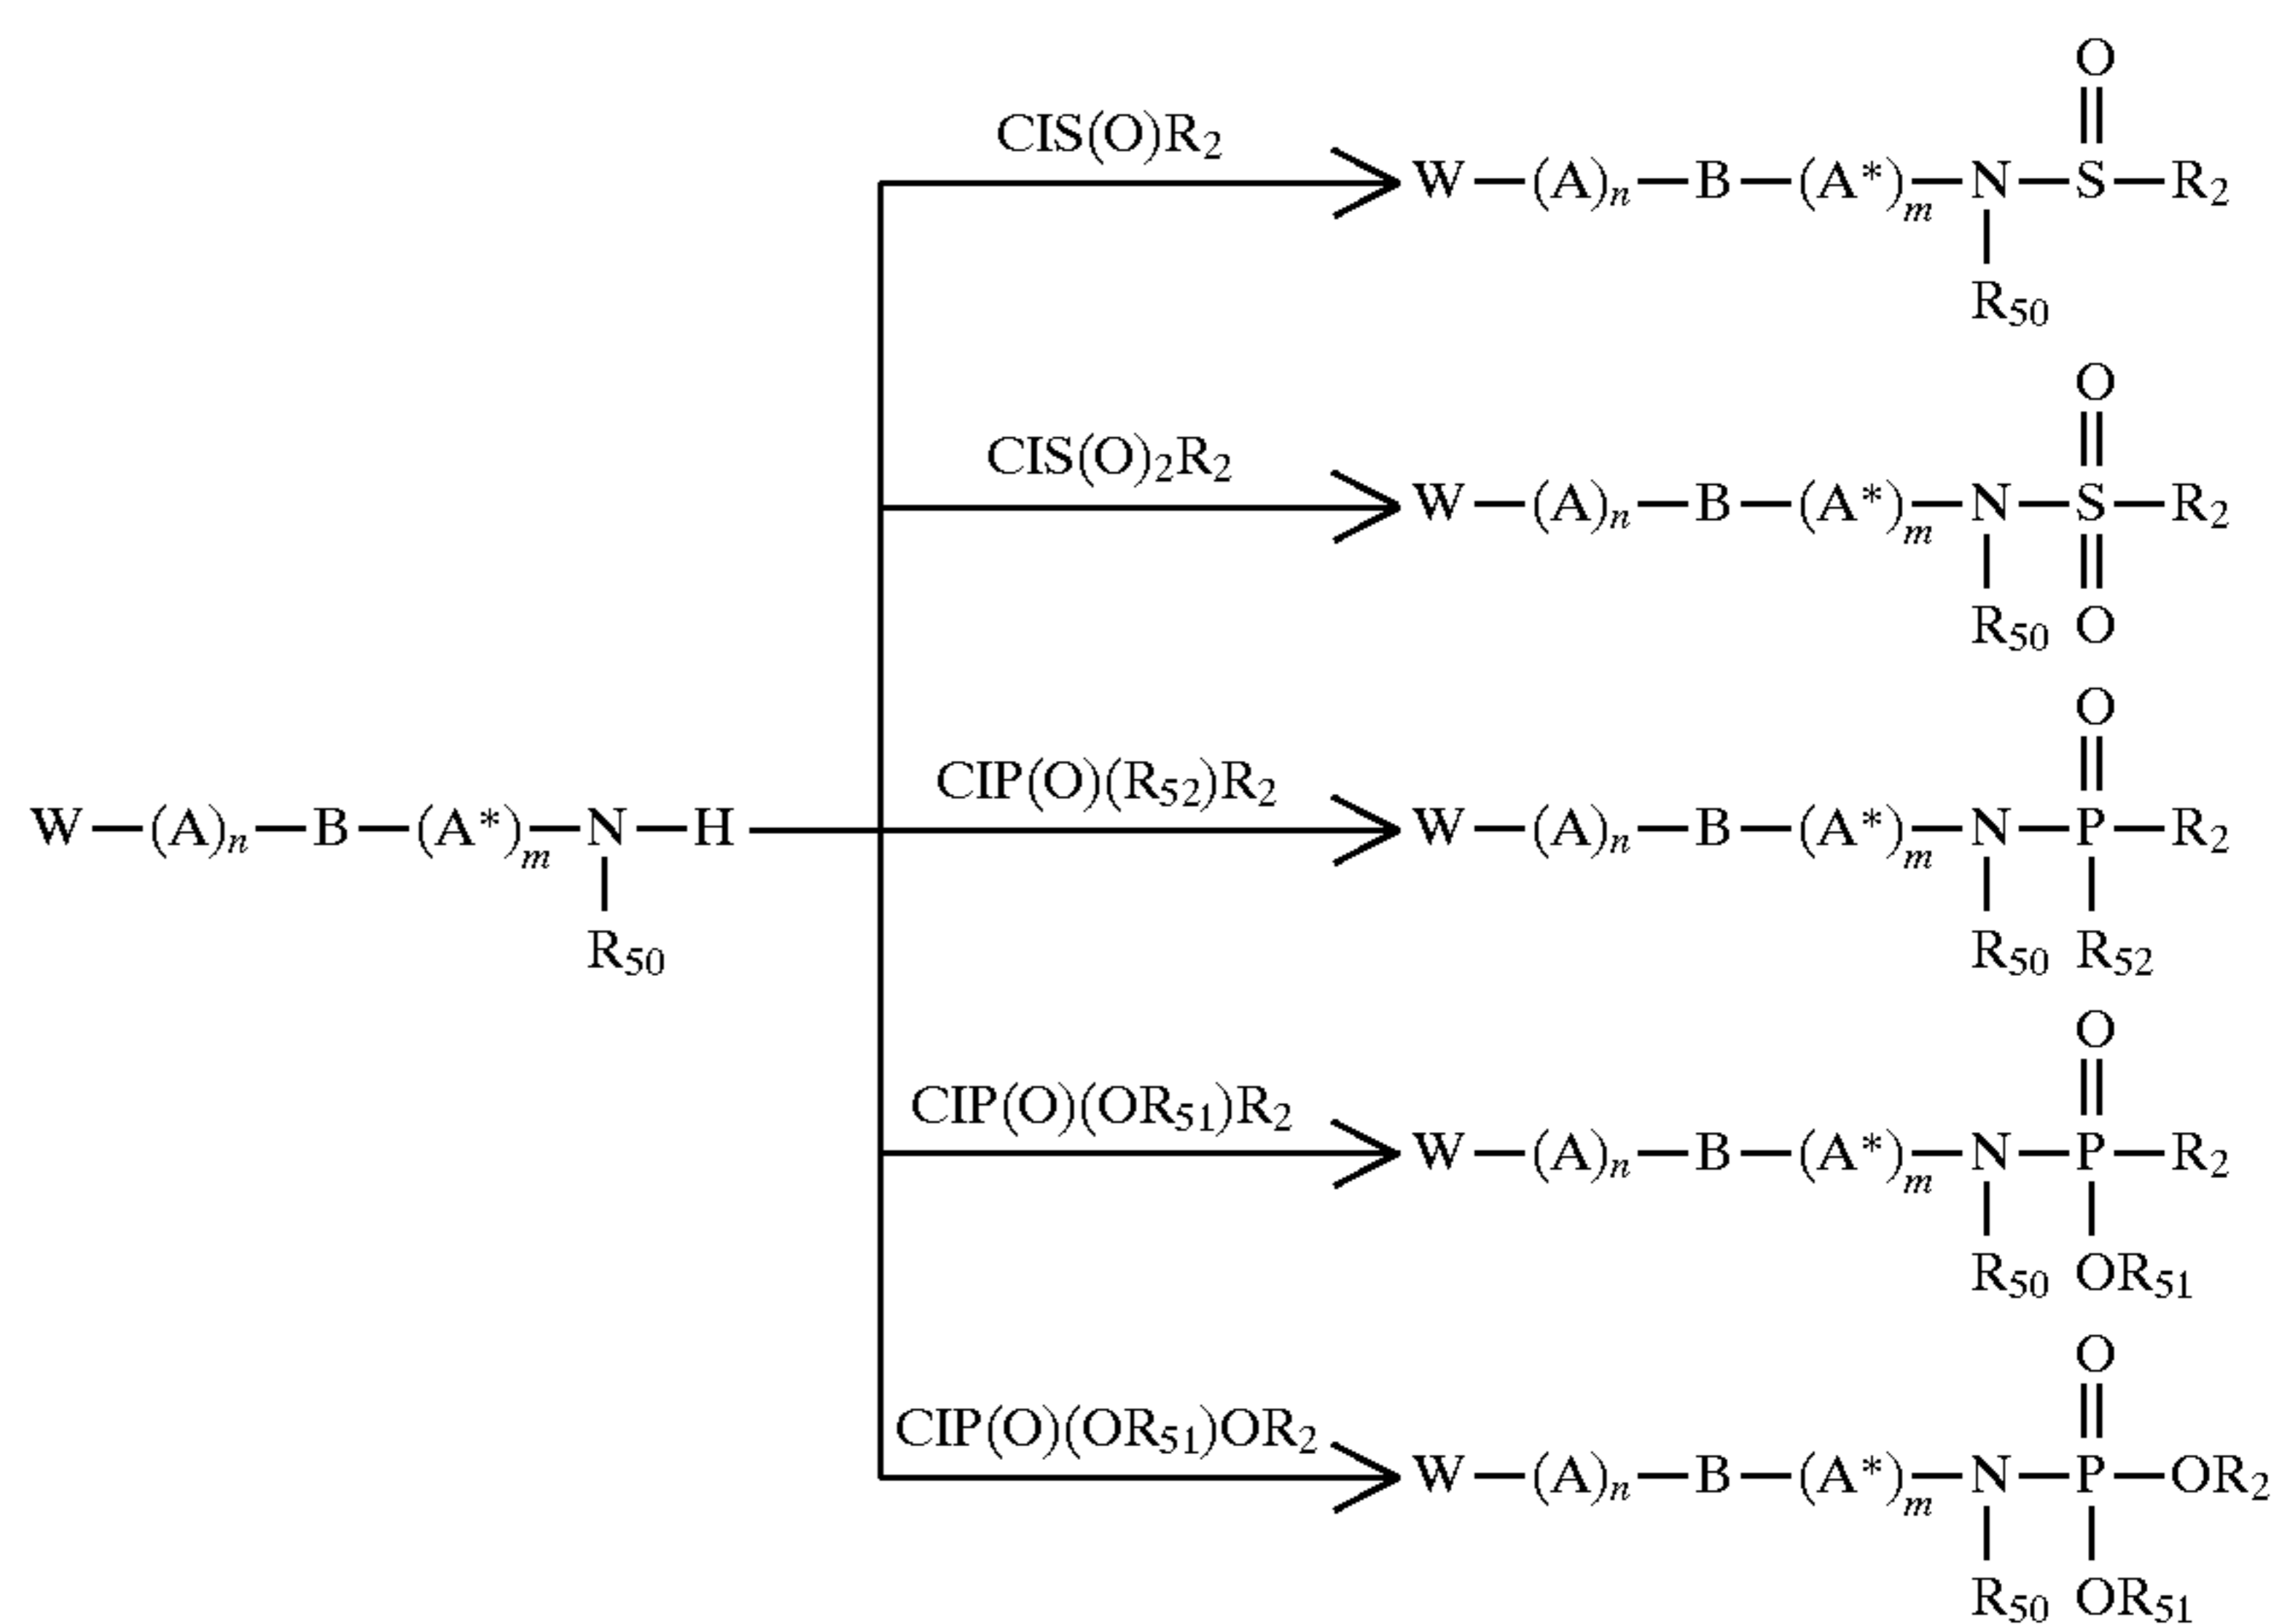 O
ClS(O)R₂
W—(A)ₙ—B—(A*)ₘ—N—S—R₂
R₅₀
O
ClS(O)₂R₂
W—(A)ₙ—B—(A*)ₘ—N—S—R₂
R₅₀ O
O
ClP(O)(R₅₂)R₂
W—(A)ₙ—B—(A*)ₘ—N—H W—(A)ₙ—B—(A*)ₘ—N—P—R₂
R₅₀ R₅₀ R₅₂
O
ClP(O)(OR₅₁)R₂
W—(A)ₙ—B—(A*)ₘ—N—P—R₂
R₅₀ OR₅₁
O
ClP(O)(OR₅₁)OR₂
W—(A)ₙ—B—(A*)ₘ—N—P—OR₂
R₅₀ OR₅₁